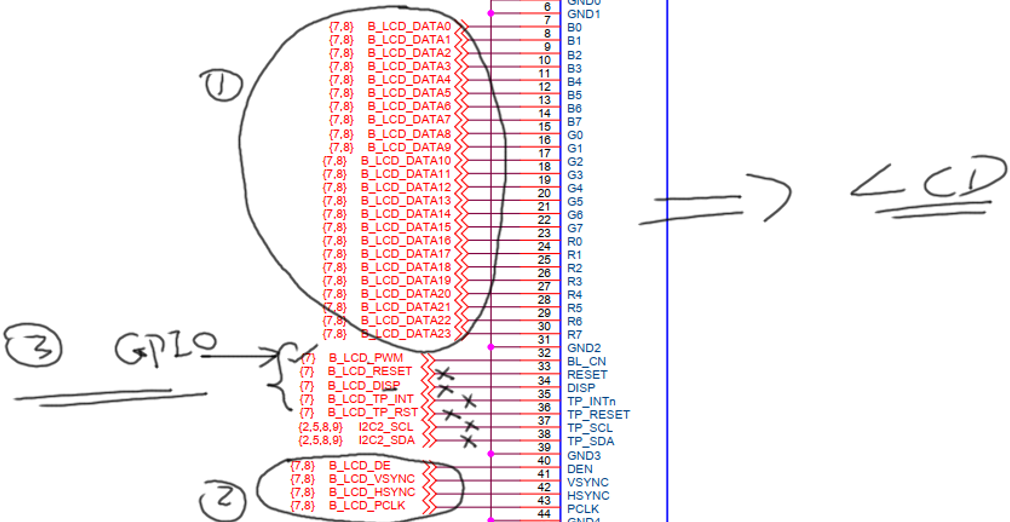 GND0
6 GND1
{7,8} B_LCD_DATA0 7 B0
{7,8} B_LCD_DATA1 8 B1
{7,8} B_LCD_DATA2 9 B2
{7,8} B_LCD_DATA3 10 B3
① {7,8} B_LCD_DATA4 11 B4
{7,8} B_LCD_DATA5 12 B5
{7,8} B_LCD_DATA6 13 B6
{7,8} B_LCD_DATA7 14 B7
{7,8} B_LCD_DATA8 15 G0
{7,8} B_LCD_DATA9 16 G1
{7,8} B_LCD_DATA10 17 G2
{7,8} B_LCD_DATA11 18 G3
{7,8} B_LCD_DATA12 19 G4 => LCD
{7,8} B_LCD_DATA13 20 G5
{7,8} B_LCD_DATA14 21 G6
{7,8} B_LCD_DATA15 22 G7
{7,8} B_LCD_DATA16 23 R0
{7,8} B_LCD_DATA17 24 R1
{7,8} B_LCD_DATA18 25 R2
{7,8} B_LCD_DATA19 26 R3
{7,8} B_LCD_DATA20 27 R4
{7,8} B_LCD_DATA21 28 R5
{7,8} B_LCD_DATA22 29 R6
{7,8} B_LCD_DATA23 30 R7
31 GND2
③ GPIO {7} B_LCD_PWM 32 BL_CN
{7} B_LCD_RESET 33 RESET
{7} B_LCD_DISP 34 DISP
{7} B_LCD_TP_INT 35 TP_INTn
{7} B_LCD_TP_RST 36 TP_RESET
{2,5,8,9} I2C2_SCL 37 TP_SCL
{2,5,8,9} I2C2_SDA 38 TP_SDA
39 GND3
{7,8} B_LCD_DE 40 DEN
{7,8} B_LCD_VSYNC 41 VSYNC
② {7,8} B_LCD_HSYNC 42 HSYNC
{7,8} B_LCD_PCLK 43 PCLK
44 GND4